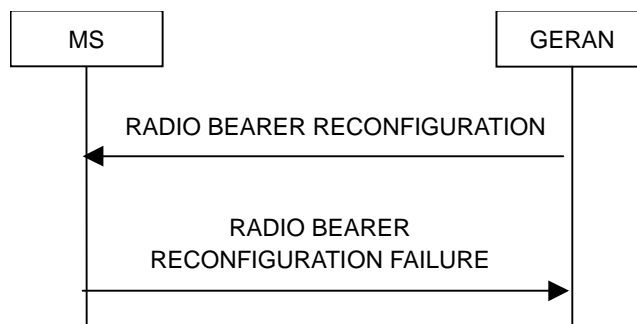 MS
GERAN
RADIO BEARER RECONFIGURATION
RADIO BEARER
RECONFIGURATION FAILURE